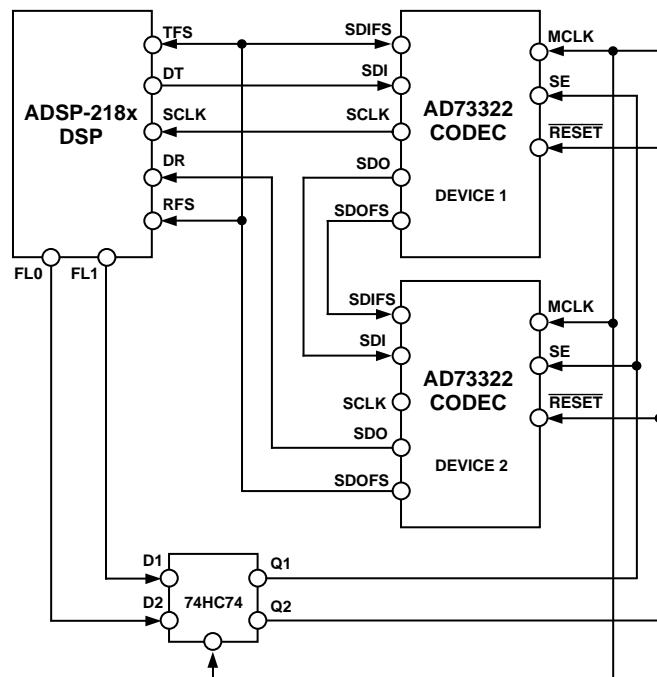 TFS
DT
SCLK
DR
RFS
ADSP-218x
DSP
FL0
FL1
SDIFS
SDI
SCLK
SDO
SDOFS
AD73322
CODEC
DEVICE 1
MCLK
SE
RESET
SDIFS
SDI
SCLK
SDO
SDOFS
AD73322
CODEC
DEVICE 2
MCLK
SE
RESET
D1
D2
74HC74
Q1
Q2